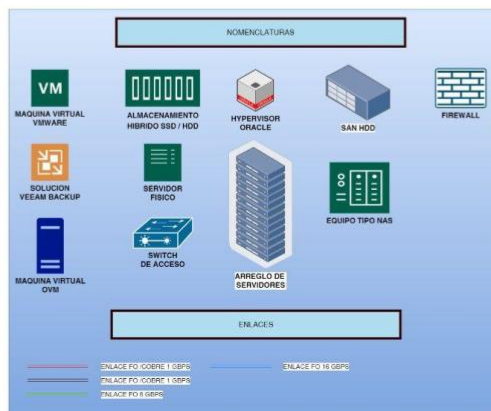 NOMENCLATURAS
VM
MAQUINA VIRTUAL
VMWARE
ALMACENAMIENTO
HIBRIDO SSD / HDD
HYPERVISOR
ORACLE
SAN HDD
FIREWALL
SOLUCION
VEEAM BACKUP
SERVIDOR
FISICO
ARREGLO DE
SERVIDORES
EQUIPO TIPO NAS
MAQUINA VIRTUAL
OVM
SWITCH
DE ACCESO
ENLACES
ENLACE FO /COBRE 1 GBPS
ENLACE FO 16 GBPS
ENLACE FO /COBRE 1 GBPS
ENLACE FO 8 GBPS